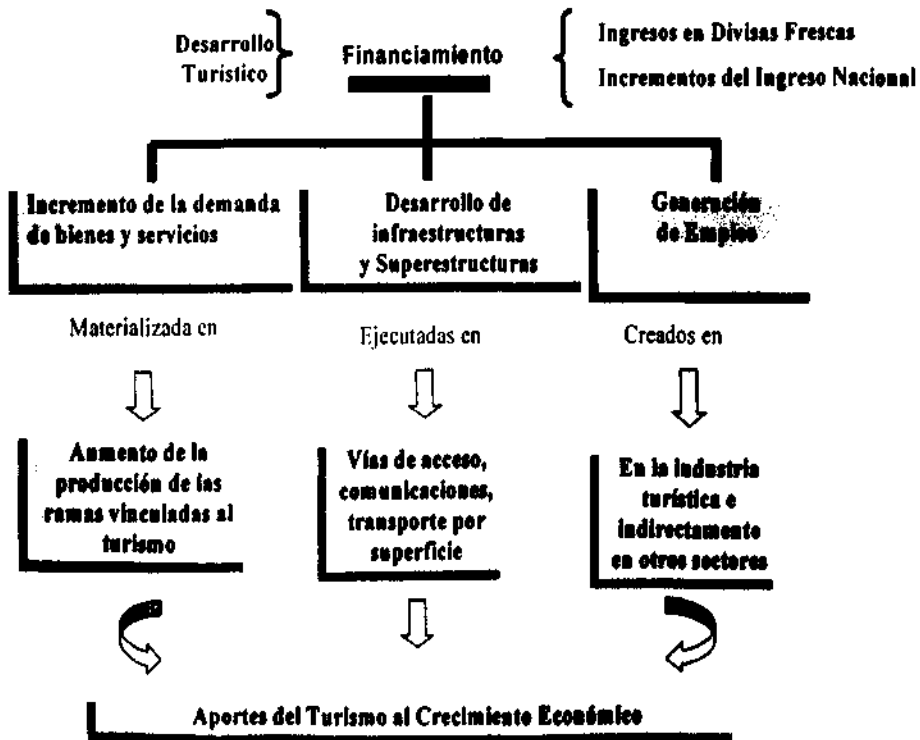 Desarrollo
Turístico
Financiamiento
Ingresos en Divisas Frescas
Incrementos del Ingreso Nacional
Incremento de la demanda
de bienes y servicios
Desarrollo de
infraestructuras
y Superestructuras
Generación
de Empleo
Materializada en
Ejecutadas en
Creados en
Aumento de la
producción de las
ramas vinculadas al
turismo
Vías de acceso,
comunicaciones,
transporte por
superficie
En la industria
turística e
indirectamente
en otros sectores
Aportes del Turismo al Crecimiento Económico